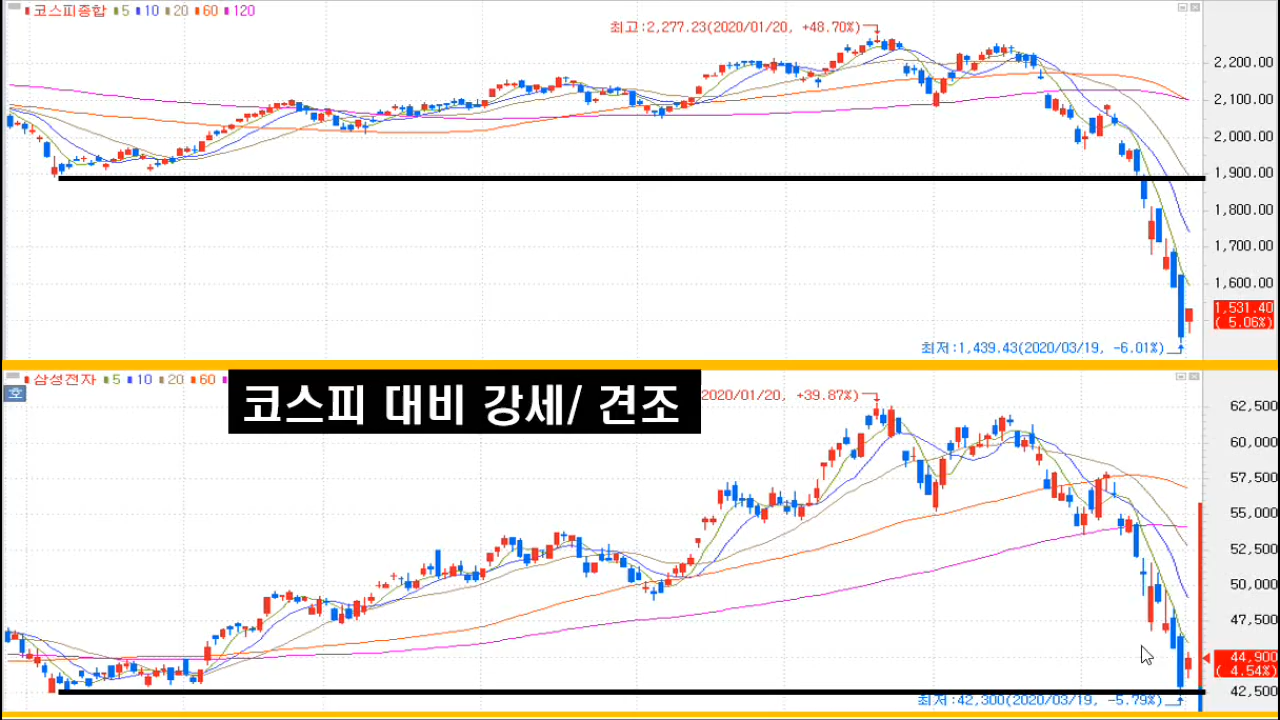 코스피종합 5 10 20 60 120
최고:2,277.23(2020/01/20, +48.70%)
2,200.00
2,100.00
2,000.00
1,900.00
1,800.00
1,700.00
1,600.00
1,531.40
( 5.06%)
최저:1,439.43(2020/03/19, -6.01%)
삼성전자 5 10 20 60
호
코스피 대비 강세/ 견조
2020/01/20, +39.87%)
62,500
60,000
57,500
55,000
52,500
50,000
47,500
44,900
( 4.54%)
42,500
최저:42,300(2020/03/19, -5.79%)